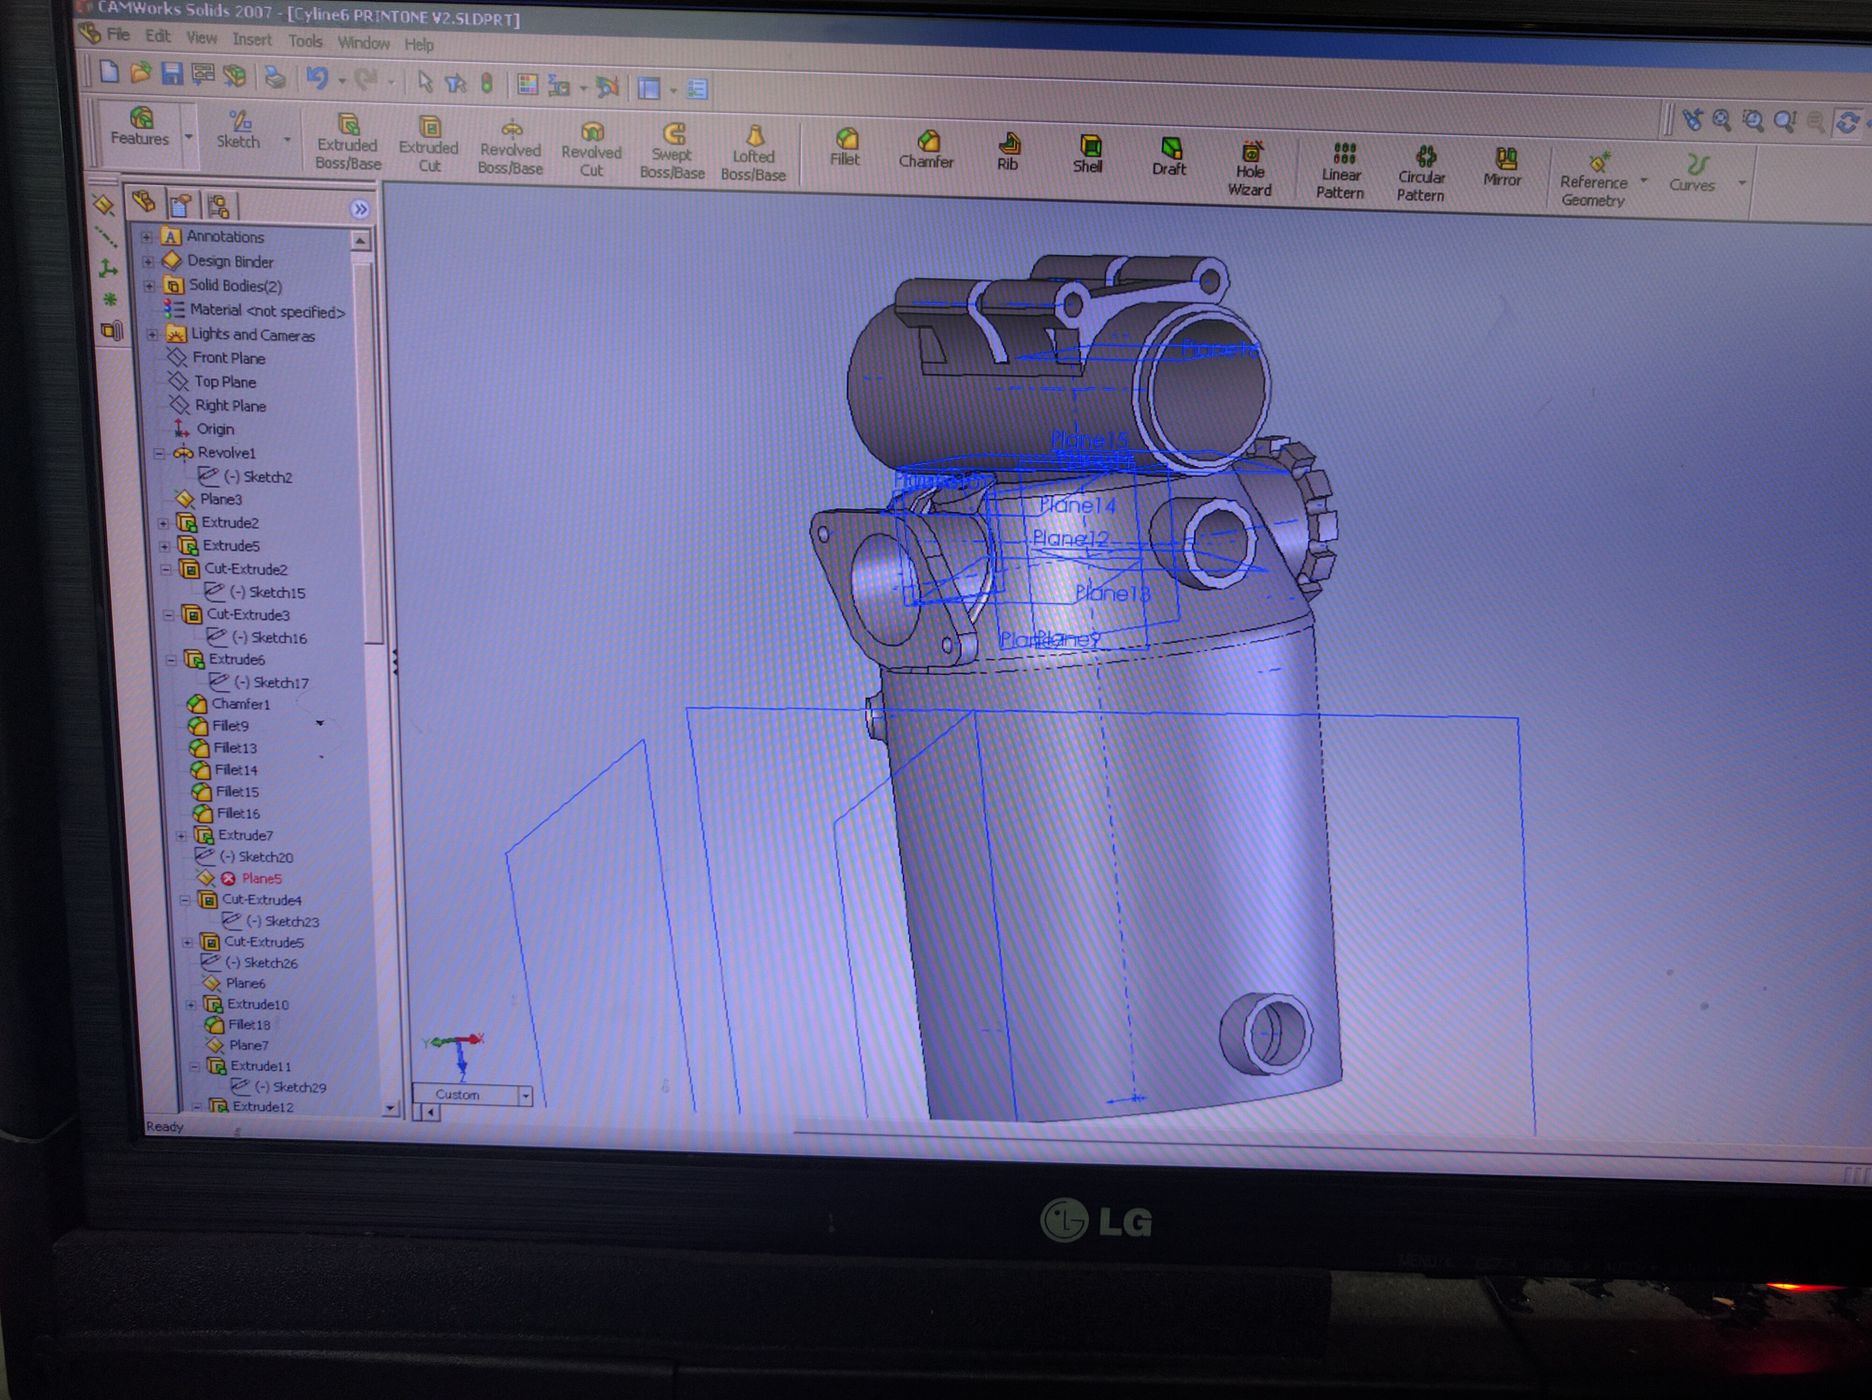 CAMWorks Solids 2007 - [Cyline6 PRINTONE V2.SLDPRT]
File Edit View Insert Tools Window Help
Features
Sketch
Extruded Boss/Base
Extruded Cut
Revolved Boss/Base
Revolved Cut
Swept Boss/Base
Lofted Boss/Base
Fillet
Chamfer
Rib
Shell
Draft
Hole Wizard
Linear Pattern
Circular Pattern
Mirror
Reference Geometry
Curves
Annotations
Design Binder
Solid Bodies(2)
Material <not specified>
Lights and Cameras
Front Plane
Top Plane
Right Plane
Origin
Revolve1
(-) Sketch2
Plane3
Extrude2
Extrude5
Cut-Extrude2
(-) Sketch15
Cut-Extrude3
(-) Sketch16
Extrude6
(-) Sketch17
Chamfer1
Fillet9
Fillet13
Fillet14
Fillet15
Fillet16
Extrude7
(-) Sketch20
Plane5
Cut-Extrude4
(-) Sketch23
Cut-Extrude5
(-) Sketch26
Plane6
Extrude10
Fillet18
Plane7
Extrude11
(-) Sketch29
Extrude12
Plane15
Plane14
Plane12
Plane13
Plane9
Y X
Z
Custom
Ready
LG